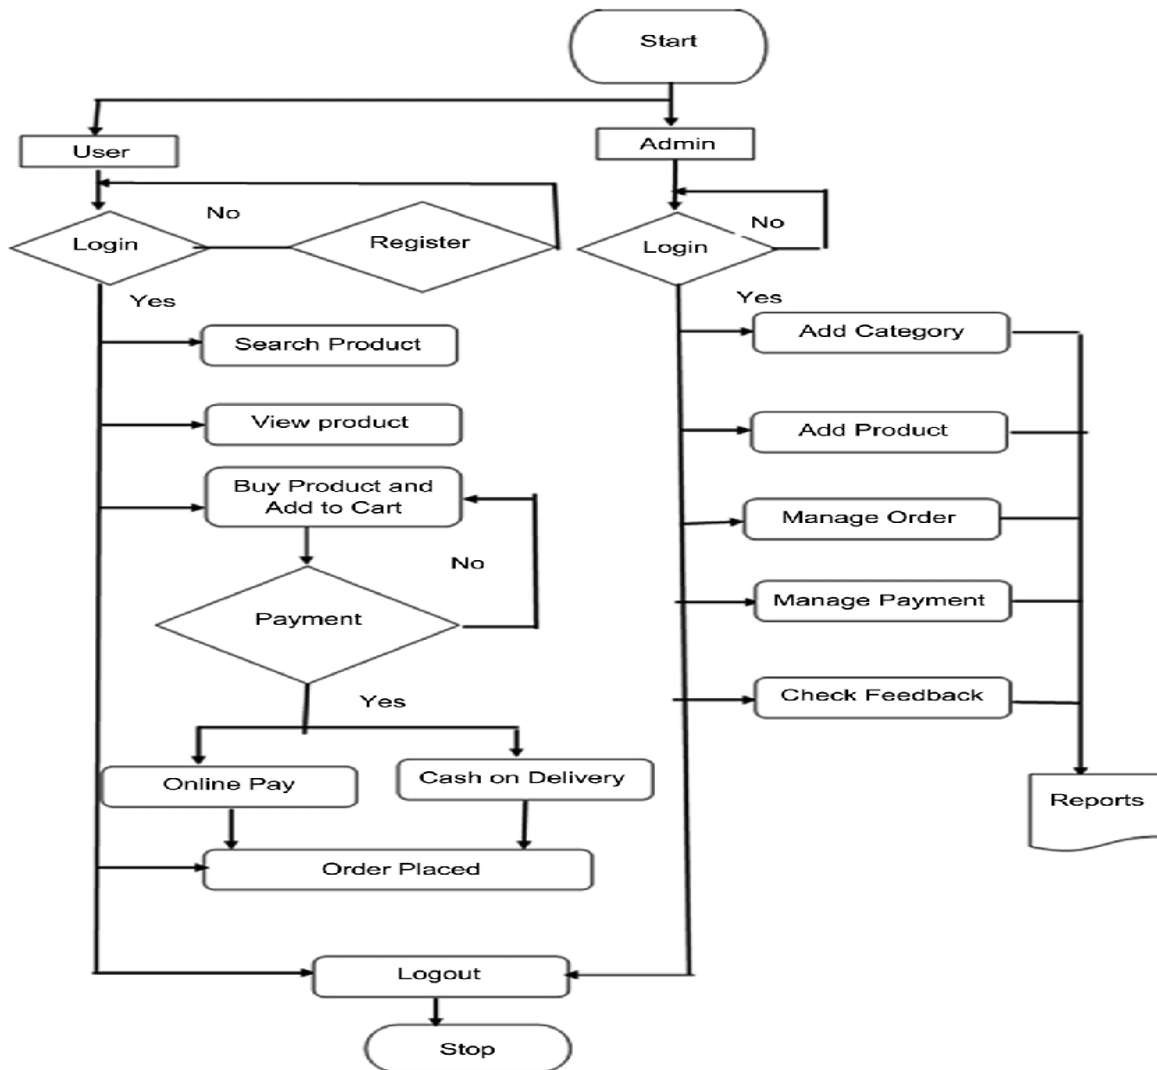 Start
User
Admin
No
Login
Register
No
Login
Yes
Yes
Search Product
Add Category
View product
Add Product
Buy Product and
Add to Cart
Manage Order
No
Payment
Manage Payment
Yes
Check Feedback
Online Pay
Cash on Delivery
Reports
Order Placed
Logout
Stop